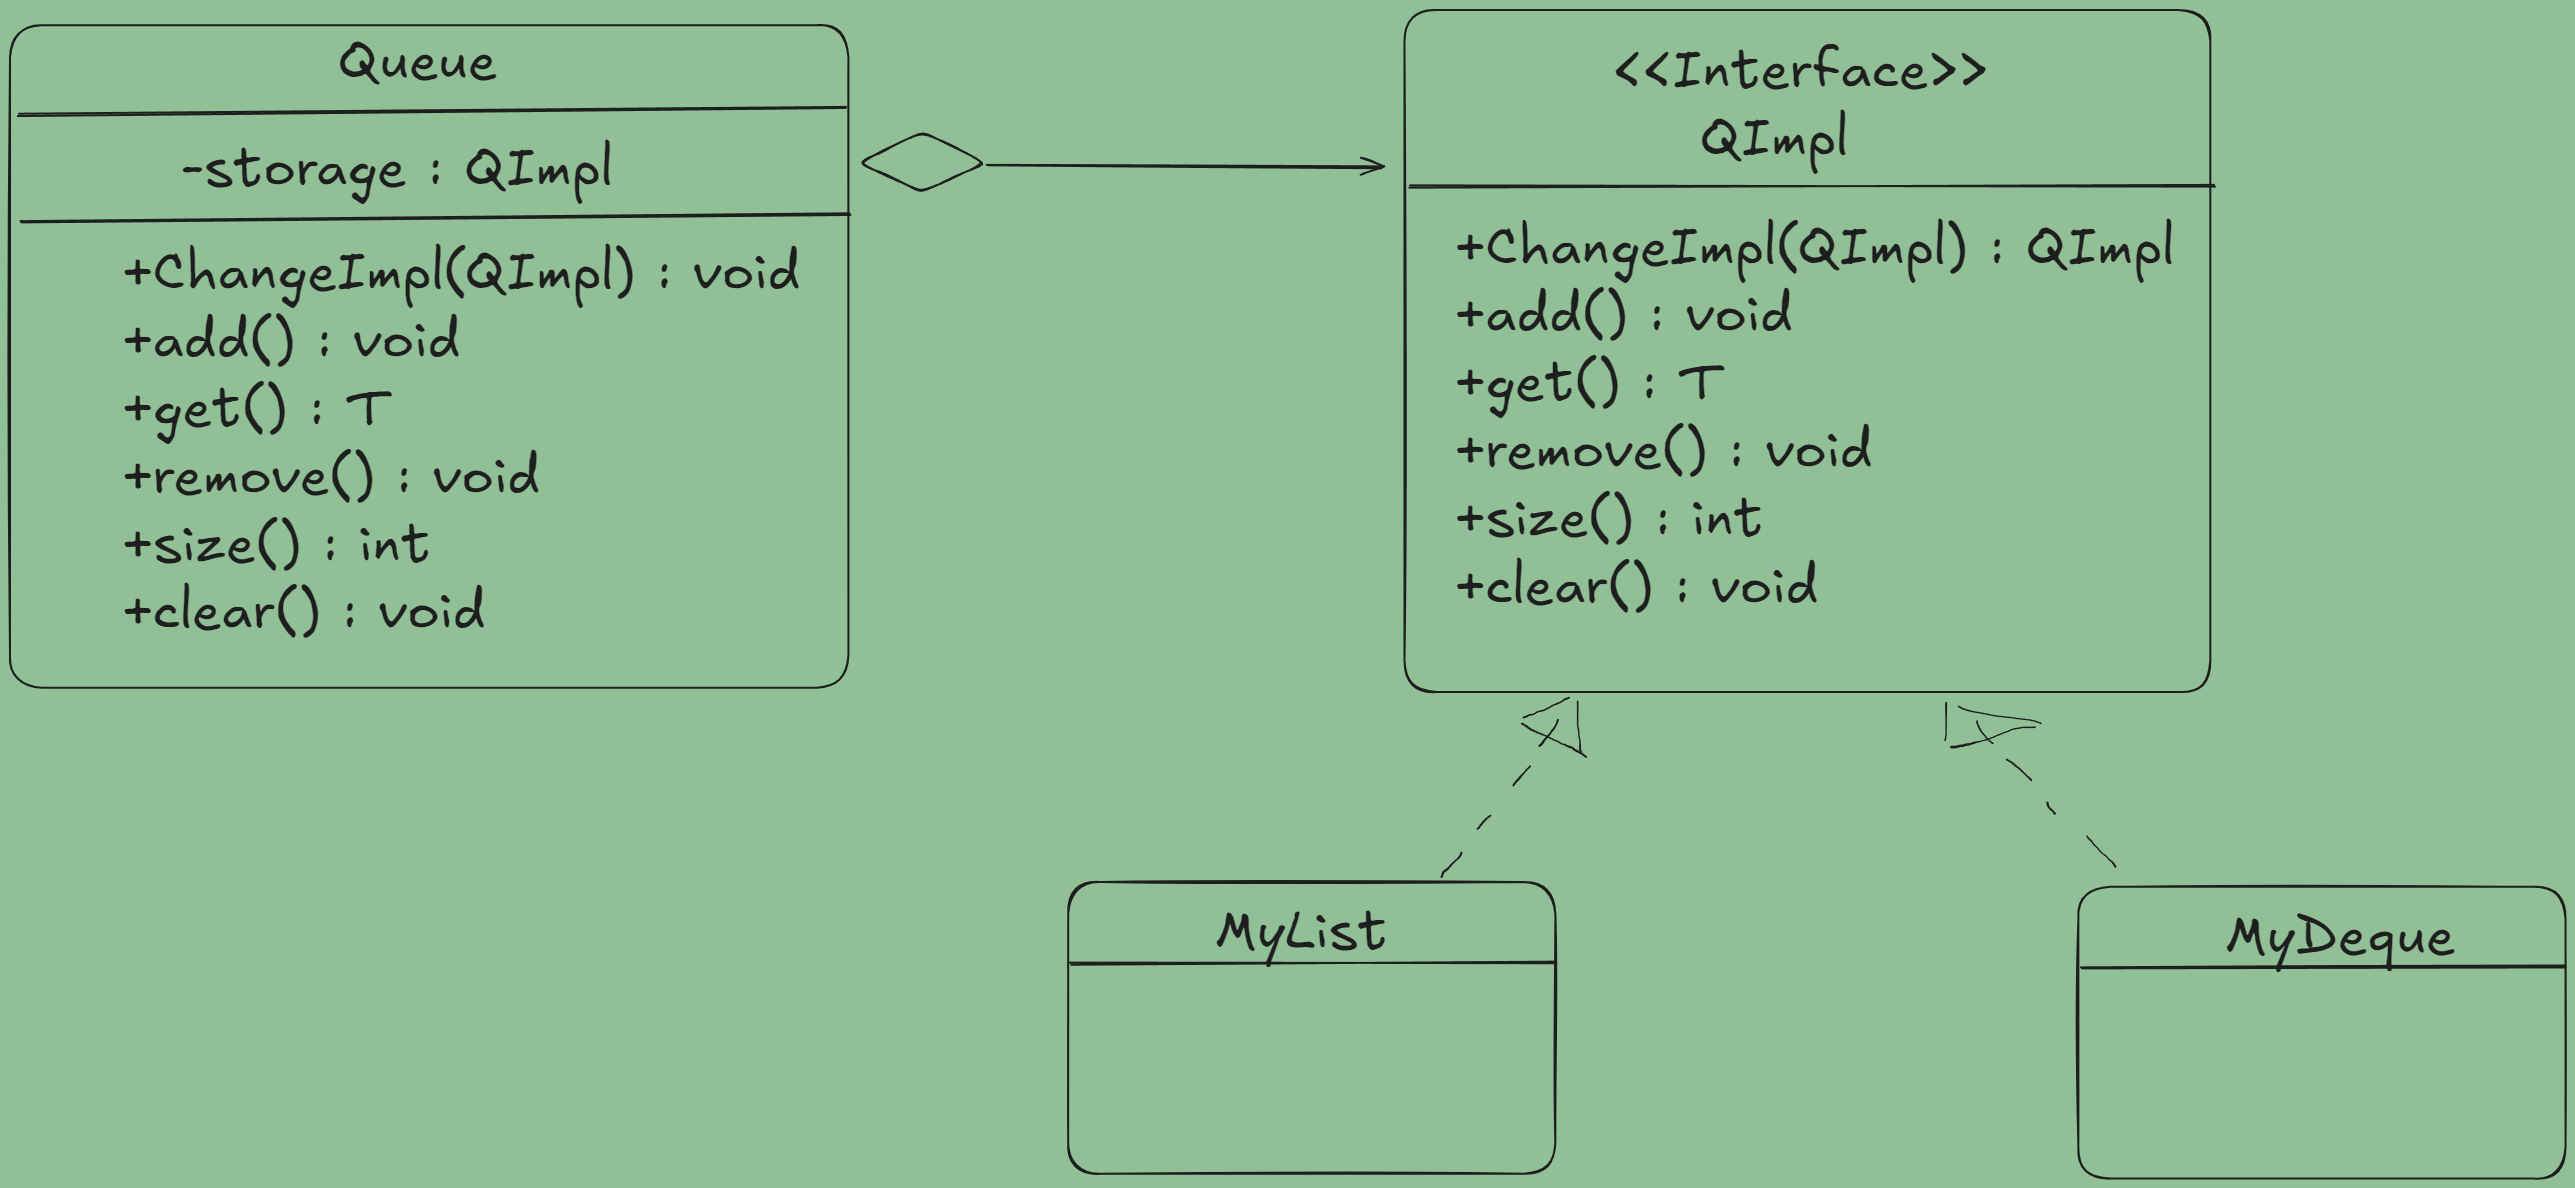 Queue
-storage : QImpl
+ChangeImpl(QImpl) : void
+add() : void
+get() : T
+remove() : void
+size() : int
+clear() : void
<<Interface>>
QImpl
+ChangeImpl(QImpl) : QImpl
+add() : void
+get() : T
+remove() : void
+size() : int
+clear() : void
MyList
MyDeque